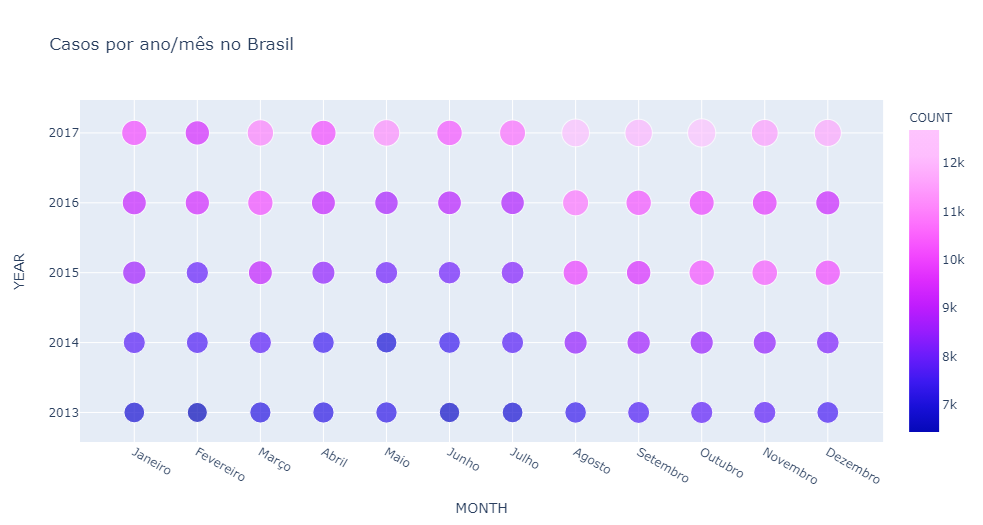 Casos por ano/mês no Brasil
COUNT
12k
11k
10k
9k
8k
7k
YEAR
2017
2016
2015
2014
2013
Janeiro
Fevereiro
Março
Abril
Maio
Junho
Julho
Agosto
Setembro
Outubro
Novembro
Dezembro
MONTH